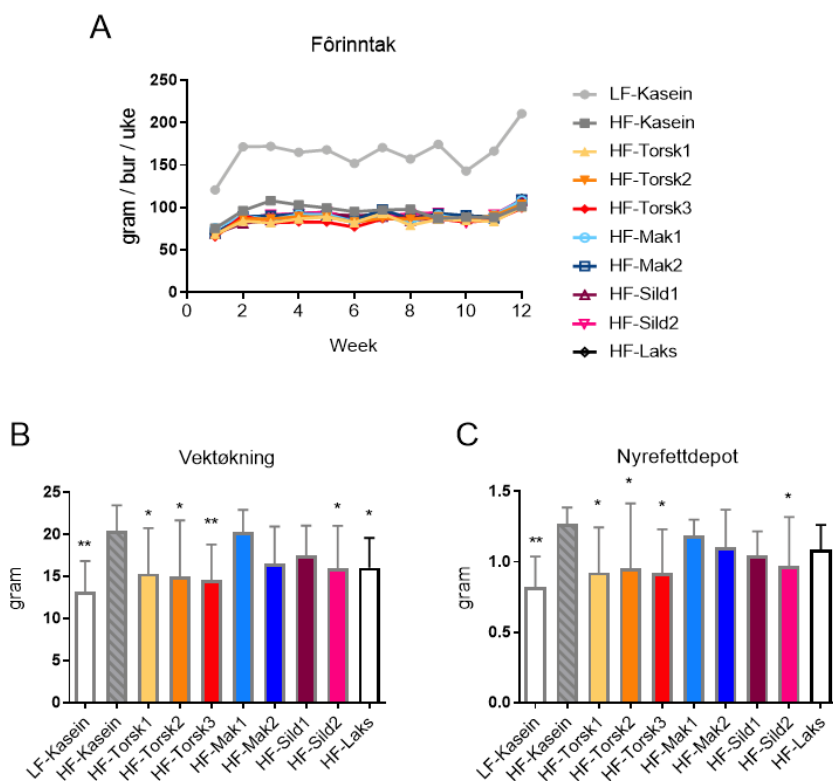 A
Fôrinntak
gram / bur / uke
250
200
150
100
50
0
0 2 4 6 8 10 12
Week
LF-Kasein
HF-Kasein
HF-Torsk1
HF-Torsk2
HF-Torsk3
HF-Mak1
HF-Mak2
HF-Sild1
HF-Sild2
HF-Laks
B
Vektøkning
gram
25
20
15
10
5
0
** * * ** * *
LF-Kasein
HF-Kasein
HF-Torsk1
HF-Torsk2
HF-Torsk3
HF-Mak1
HF-Mak2
HF-Sild1
HF-Sild2
HF-Laks
C
Nyrefettdepot
gram
1.5
1.0
0.5
0.0
** * * * *
LF-Kasein
HF-Kasein
HF-Torsk1
HF-Torsk2
HF-Torsk3
HF-Mak1
HF-Mak2
HF-Sild1
HF-Sild2
HF-Laks